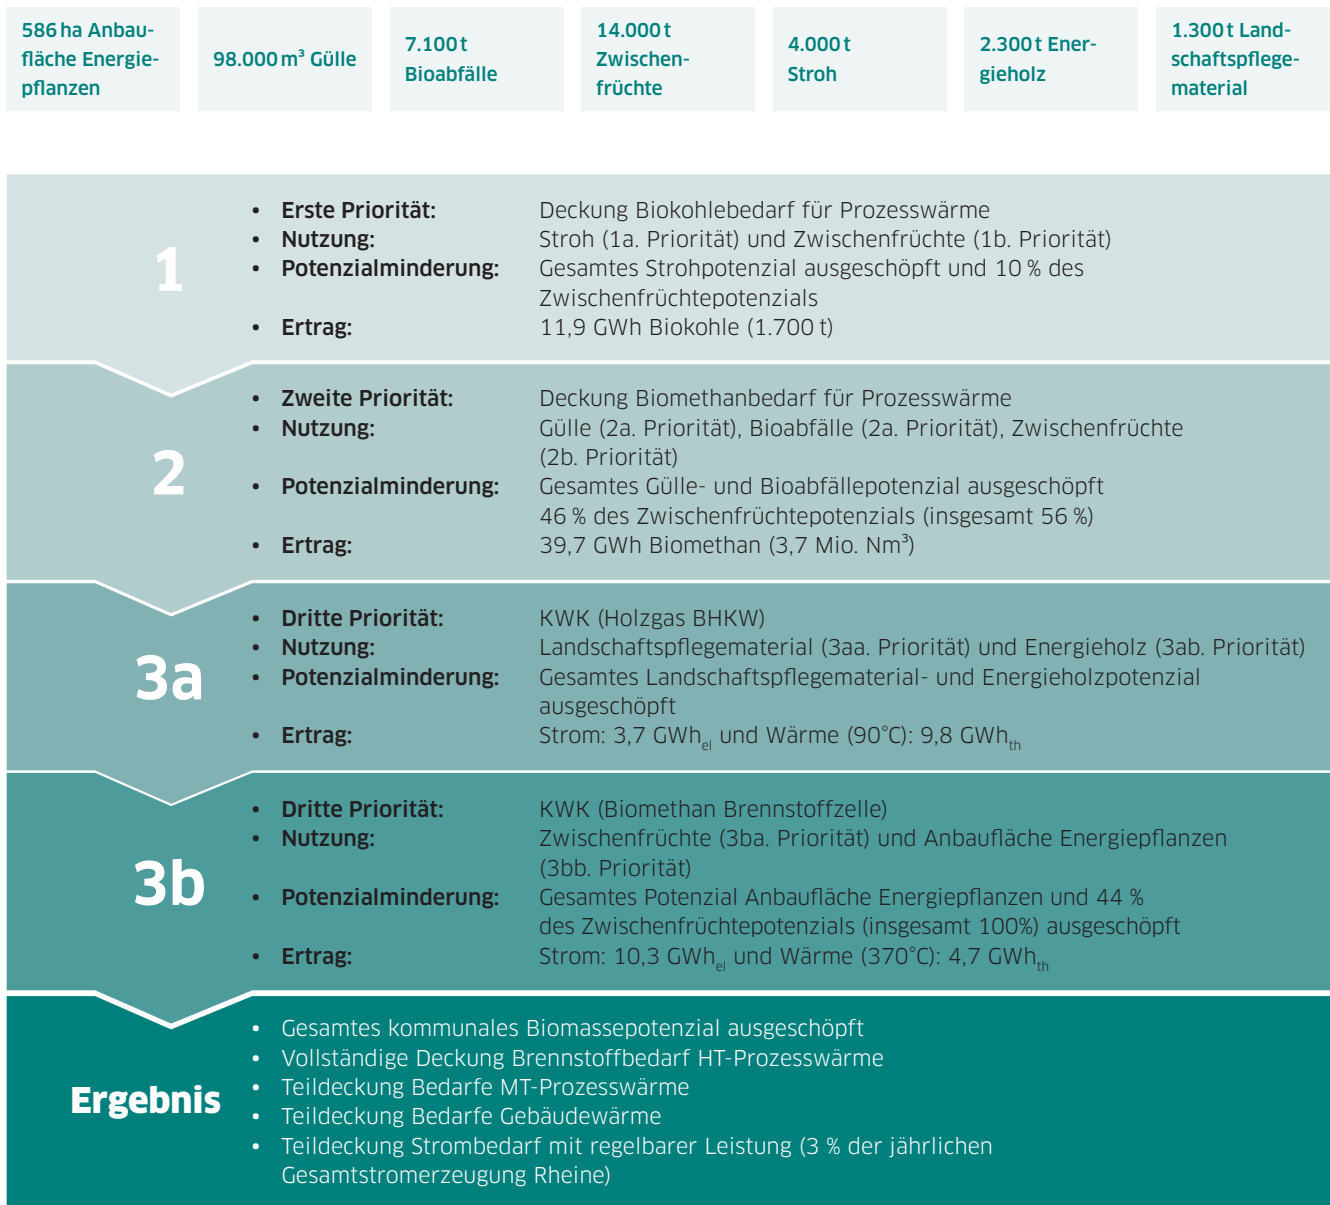 586 ha Anbau-
fläche Energie-
pflanzen
98.000 m³ Gülle
7.100 t
Bioabfälle
14.000 t
Zwischen-
früchte
4.000 t
Stroh
2.300 t Ener-
gieholz
1.300 t Land-
schaftspflege-
material
1
• Erste Priorität: Deckung Biokohlebedarf für Prozesswärme
• Nutzung: Stroh (1a. Priorität) und Zwischenfrüchte (1b. Priorität)
• Potenzialminderung: Gesamtes Strohpotenzial ausgeschöpft und 10 % des
Zwischenfrüchtepotenzials
• Ertrag: 11,9 GWh Biokohle (1.700 t)
2
• Zweite Priorität: Deckung Biomethanbedarf für Prozesswärme
• Nutzung: Gülle (2a. Priorität), Bioabfälle (2a. Priorität), Zwischenfrüchte
(2b. Priorität)
• Potenzialminderung: Gesamtes Gülle- und Bioabfällepotenzial ausgeschöpft
46 % des Zwischenfrüchtepotenzials (insgesamt 56 %)
• Ertrag: 39,7 GWh Biomethan (3,7 Mio. Nm³)
3a
• Dritte Priorität: KWK (Holzgas BHKW)
• Nutzung: Landschaftspflegematerial (3aa. Priorität) und Energieholz (3ab. Priorität)
• Potenzialminderung: Gesamtes Landschaftspflegematerial- und Energieholzpotenzial
ausgeschöpft
• Ertrag: Strom: 3,7 GWhel und Wärme (90°C): 9,8 GWhth
3b
• Dritte Priorität: KWK (Biomethan Brennstoffzelle)
• Nutzung: Zwischenfrüchte (3ba. Priorität) und Anbaufläche Energiepflanzen
(3bb. Priorität)
• Potenzialminderung: Gesamtes Potenzial Anbaufläche Energiepflanzen und 44 %
des Zwischenfrüchtepotenzials (insgesamt 100%) ausgeschöpft
• Ertrag: Strom: 10,3 GWhel und Wärme (370°C): 4,7 GWhth
Ergebnis
• Gesamtes kommunales Biomassepotenzial ausgeschöpft
• Vollständige Deckung Brennstoffbedarf HT-Prozesswärme
• Teildeckung Bedarfe MT-Prozesswärme
• Teildeckung Bedarfe Gebäudewärme
• Teildeckung Strombedarf mit regelbarer Leistung (3 % der jährlichen
Gesamtstromerzeugung Rheine)